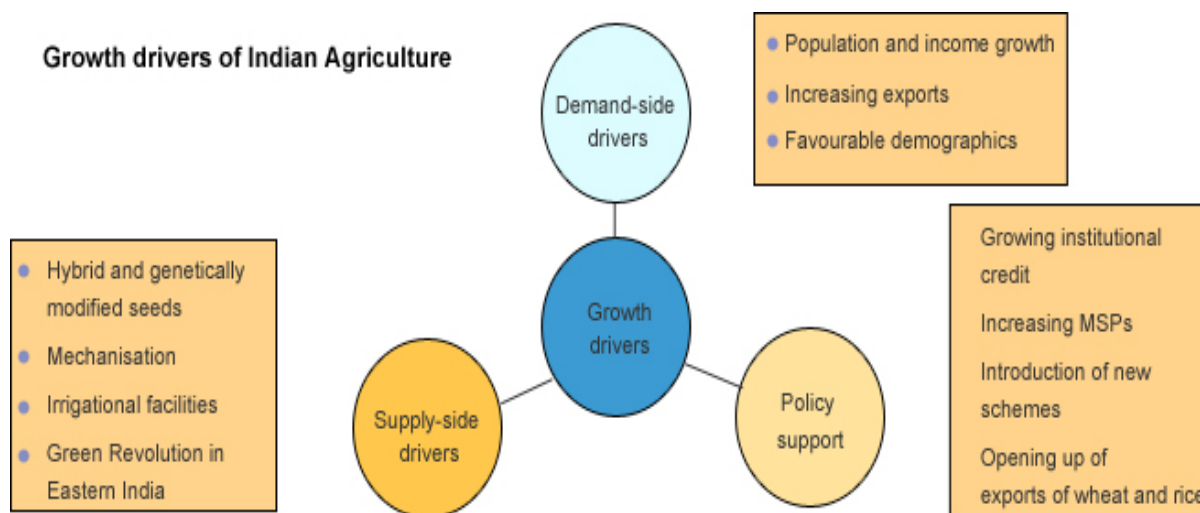 Growth drivers of Indian Agriculture
Demand-side
drivers
Population and income growth
Increasing exports
Favourable demographics
Hybrid and genetically
modified seeds
Mechanisation
Irrigational facilities
Green Revolution in
Eastern India
Growth
drivers
Supply-side
drivers
Policy
support
Growing institutional
credit
Increasing MSPs
Introduction of new
schemes
Opening up of
exports of wheat and rice